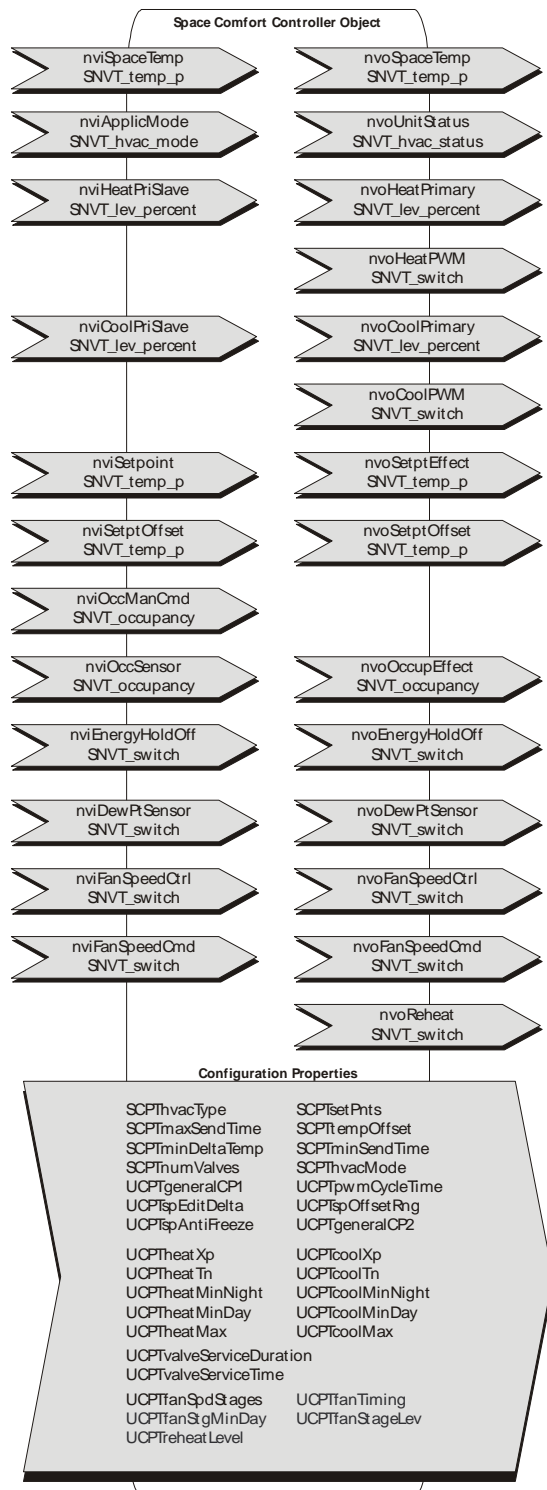 Space Comfort Controller Object
nviSpaceTemp
SNVT_temp_p
nvoSpaceTemp
SNVT_temp_p
nviApplicMode
SNVT_hvac_mode
nvoUnitStatus
SNVT_hvac_status
nviHeatPriSlave
SNVT_lev_percent
nvoHeatPrimary
SNVT_lev_percent
nvoHeatPWM
SNVT_switch
nviCoolPriSlave
SNVT_lev_percent
nvoCoolPrimary
SNVT_lev_percent
nvoCoolPWM
SNVT_switch
nviSetpoint
SNVT_temp_p
nvoSetptEffect
SNVT_temp_p
nviSetptOffset
SNVT_temp_p
nvoSetptOffset
SNVT_temp_p
nviOccManCmd
SNVT_occupancy
nviOccSensor
SNVT_occupancy
nvoOccupEffect
SNVT_occupancy
nviEnergyHoldOff
SNVT_switch
nvoEnergyHoldOff
SNVT_switch
nviDewPtSensor
SNVT_switch
nvoDewPtSensor
SNVT_switch
nviFanSpeedCtrl
SNVT_switch
nvoFanSpeedCtrl
SNVT_switch
nviFanSpeedCmd
SNVT_switch
nvoFanSpeedCmd
SNVT_switch
nvoReheat
SNVT_switch
Configuration Properties
SCPThvacType SCPTsetPnts
SCPTmaxSendTime SCPTtempOffset
SCPTminDeltaTemp SCPTminSendTime
SCPTnumValves SCPThvacMode
UCPTgeneralCP1 UCPTpwmCycleTime
UCPTspEditDelta UCPTspOffsetRng
UCPTspAntiFreeze UCPTgeneralCP2
UCPTheatXp UCPTcoolXp
UCPTheatTn UCPTcoolTn
UCPTheatMinNight UCPTcoolMinNight
UCPTheatMinDay UCPTcoolMinDay
UCPTheatMax UCPTcoolMax
UCPTvalveServiceDuration
UCPTvalveServiceTime
UCPTfanSpdStages UCPTfanTiming
UCPTfanStgMinDay UCPTfanStageLev
UCPTreheatLevel